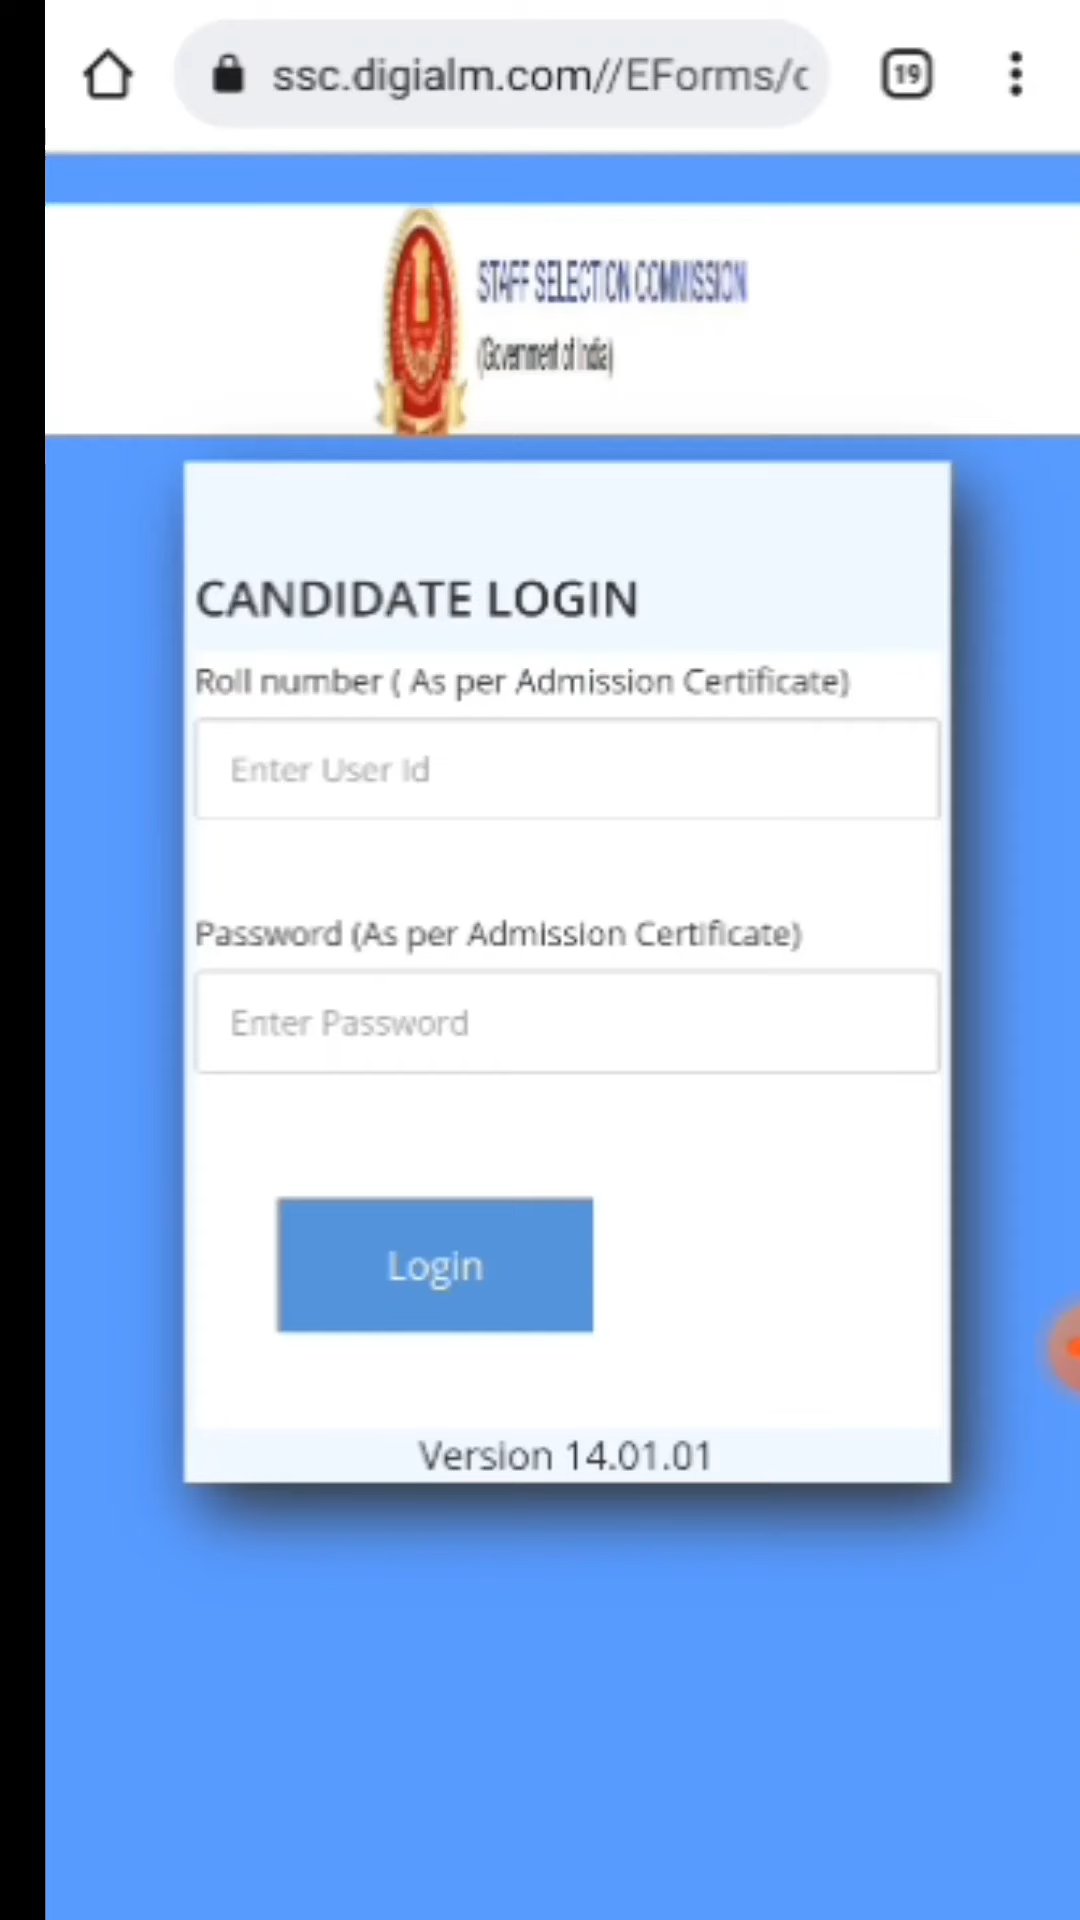 ssc.digialm.com//EForms/c
19
STAFF SELECTION COMMISSION
(Government of India)
CANDIDATE LOGIN
Roll number ( As per Admission Certificate)
Enter User Id
Password (As per Admission Certificate)
Enter Password
Login
Version 14.01.01